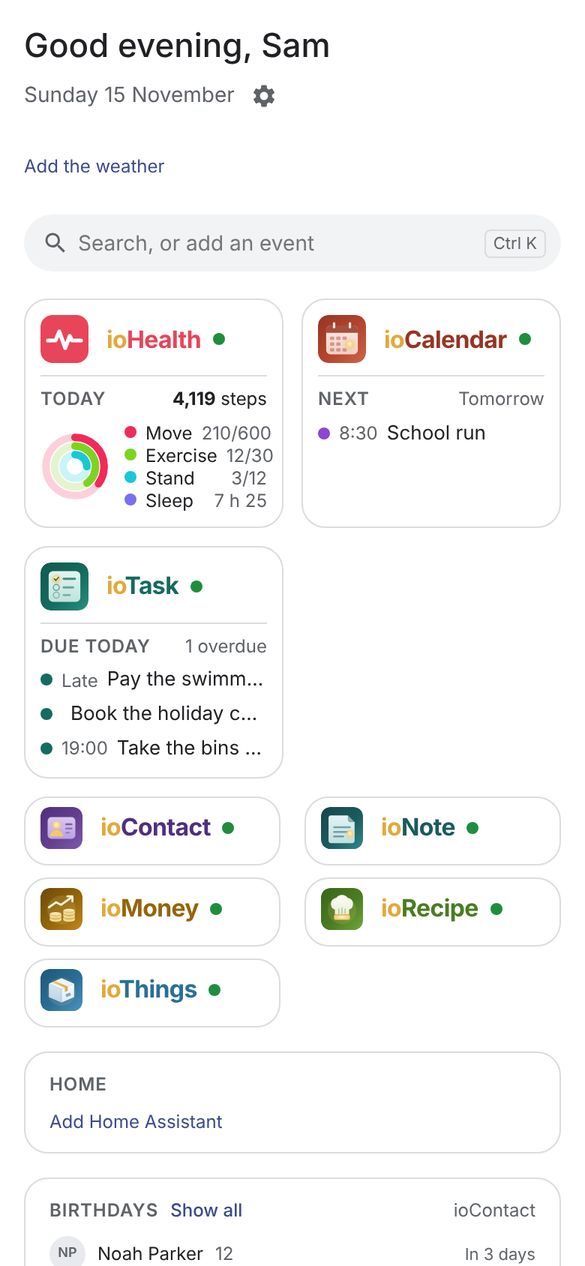 Good evening, Sam
Sunday 15 November
Add the weather
Search, or add an event Ctrl K
ioHealth
TODAY 4,119 steps
Move 210/600
Exercise 12/30
Stand 3/12
Sleep 7 h 25
ioCalendar
NEXT Tomorrow
8:30 School run
ioTask
DUE TODAY 1 overdue
Late Pay the swimm...
Book the holiday c...
19:00 Take the bins ...
ioContact
ioNote
ioMoney
ioRecipe
ioThings
HOME
Add Home Assistant
BIRTHDAYS Show all ioContact
NP Noah Parker 12 In 3 days